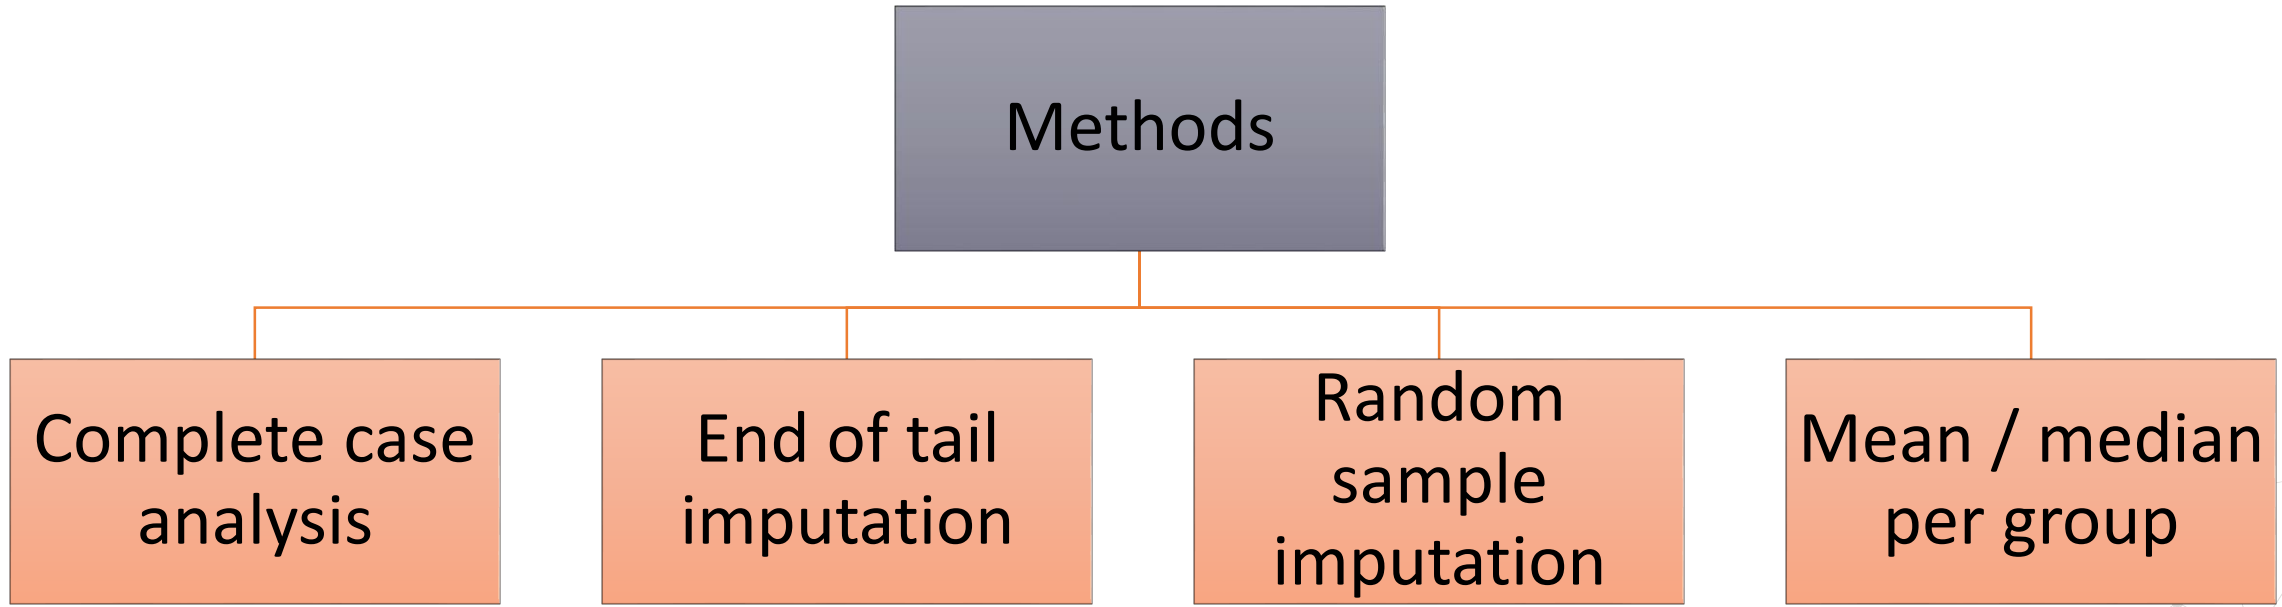 Methods
Complete case
analysis
End of tail
imputation
Random
sample
imputation
Mean / median
per group